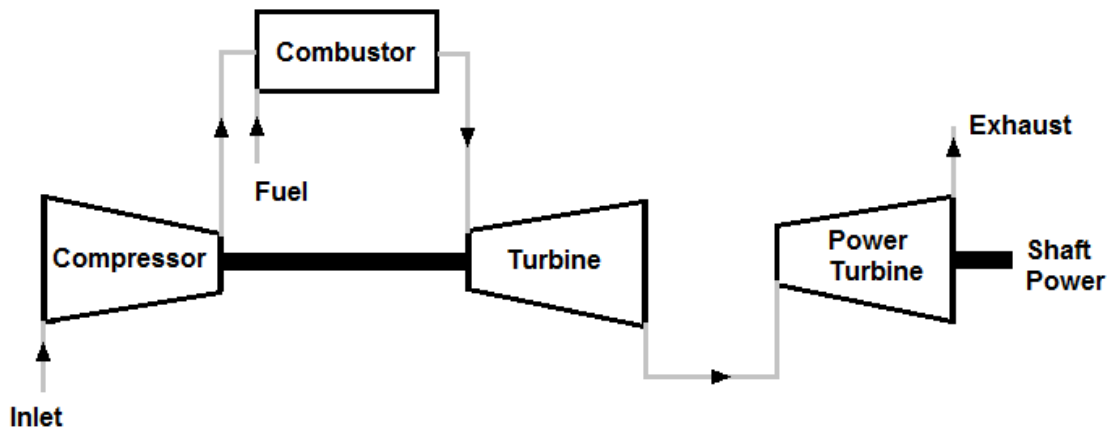 Combustor
Exhaust
Fuel
Compressor
Turbine
Power
Turbine
Shaft
Power
Inlet